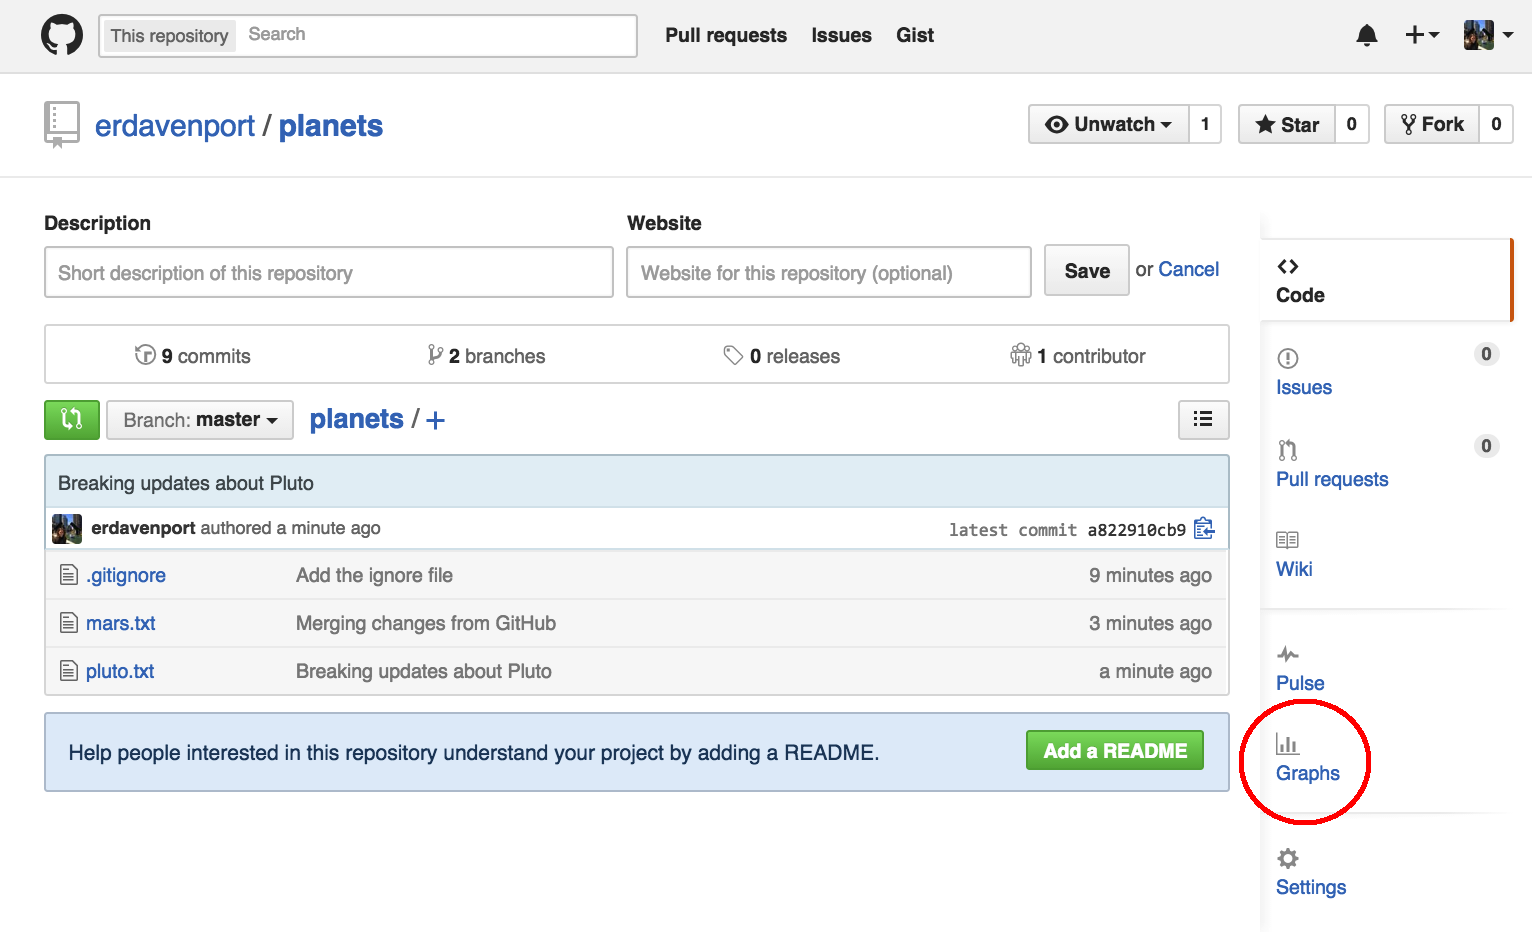 This repository Search Pull requests Issues Gist
erdavenport / planets Unwatch 1 Star 0 Fork 0
Description Website
Short description of this repository Website for this repository (optional) Save or Cancel
9 commits 2 branches 0 releases 1 contributor
Branch: master planets / +
Breaking updates about Pluto
erdavenport authored a minute ago latest commit a822910cb9
.gitignore Add the ignore file 9 minutes ago
mars.txt Merging changes from GitHub 3 minutes ago
pluto.txt Breaking updates about Pluto a minute ago
Help people interested in this repository understand your project by adding a README. Add a README
Code
0
Issues
0
Pull requests
Wiki
Pulse
Graphs
Settings